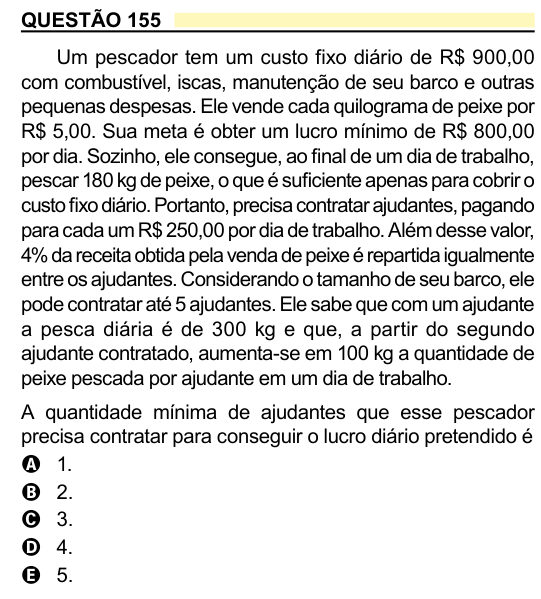 QUESTÃO 155
Um pescador tem um custo fixo diário de R$ 900,00
com combustível, iscas, manutenção de seu barco e outras
pequenas despesas. Ele vende cada quilograma de peixe por
R$ 5,00. Sua meta é obter um lucro mínimo de R$ 800,00
por dia. Sozinho, ele consegue, ao final de um dia de trabalho,
pescar 180 kg de peixe, o que é suficiente apenas para cobrir o
custo fixo diário. Portanto, precisa contratar ajudantes, pagando
para cada um R$ 250,00 por dia de trabalho. Além desse valor,
4% da receita obtida pela venda de peixe é repartida igualmente
entre os ajudantes. Considerando o tamanho de seu barco, ele
pode contratar até 5 ajudantes. Ele sabe que com um ajudante
a pesca diária é de 300 kg e que, a partir do segundo
ajudante contratado, aumenta-se em 100 kg a quantidade de
peixe pescada por ajudante em um dia de trabalho.
A quantidade mínima de ajudantes que esse pescador
precisa contratar para conseguir o lucro diário pretendido é
A 1.
B 2.
C 3.
D 4.
E 5.